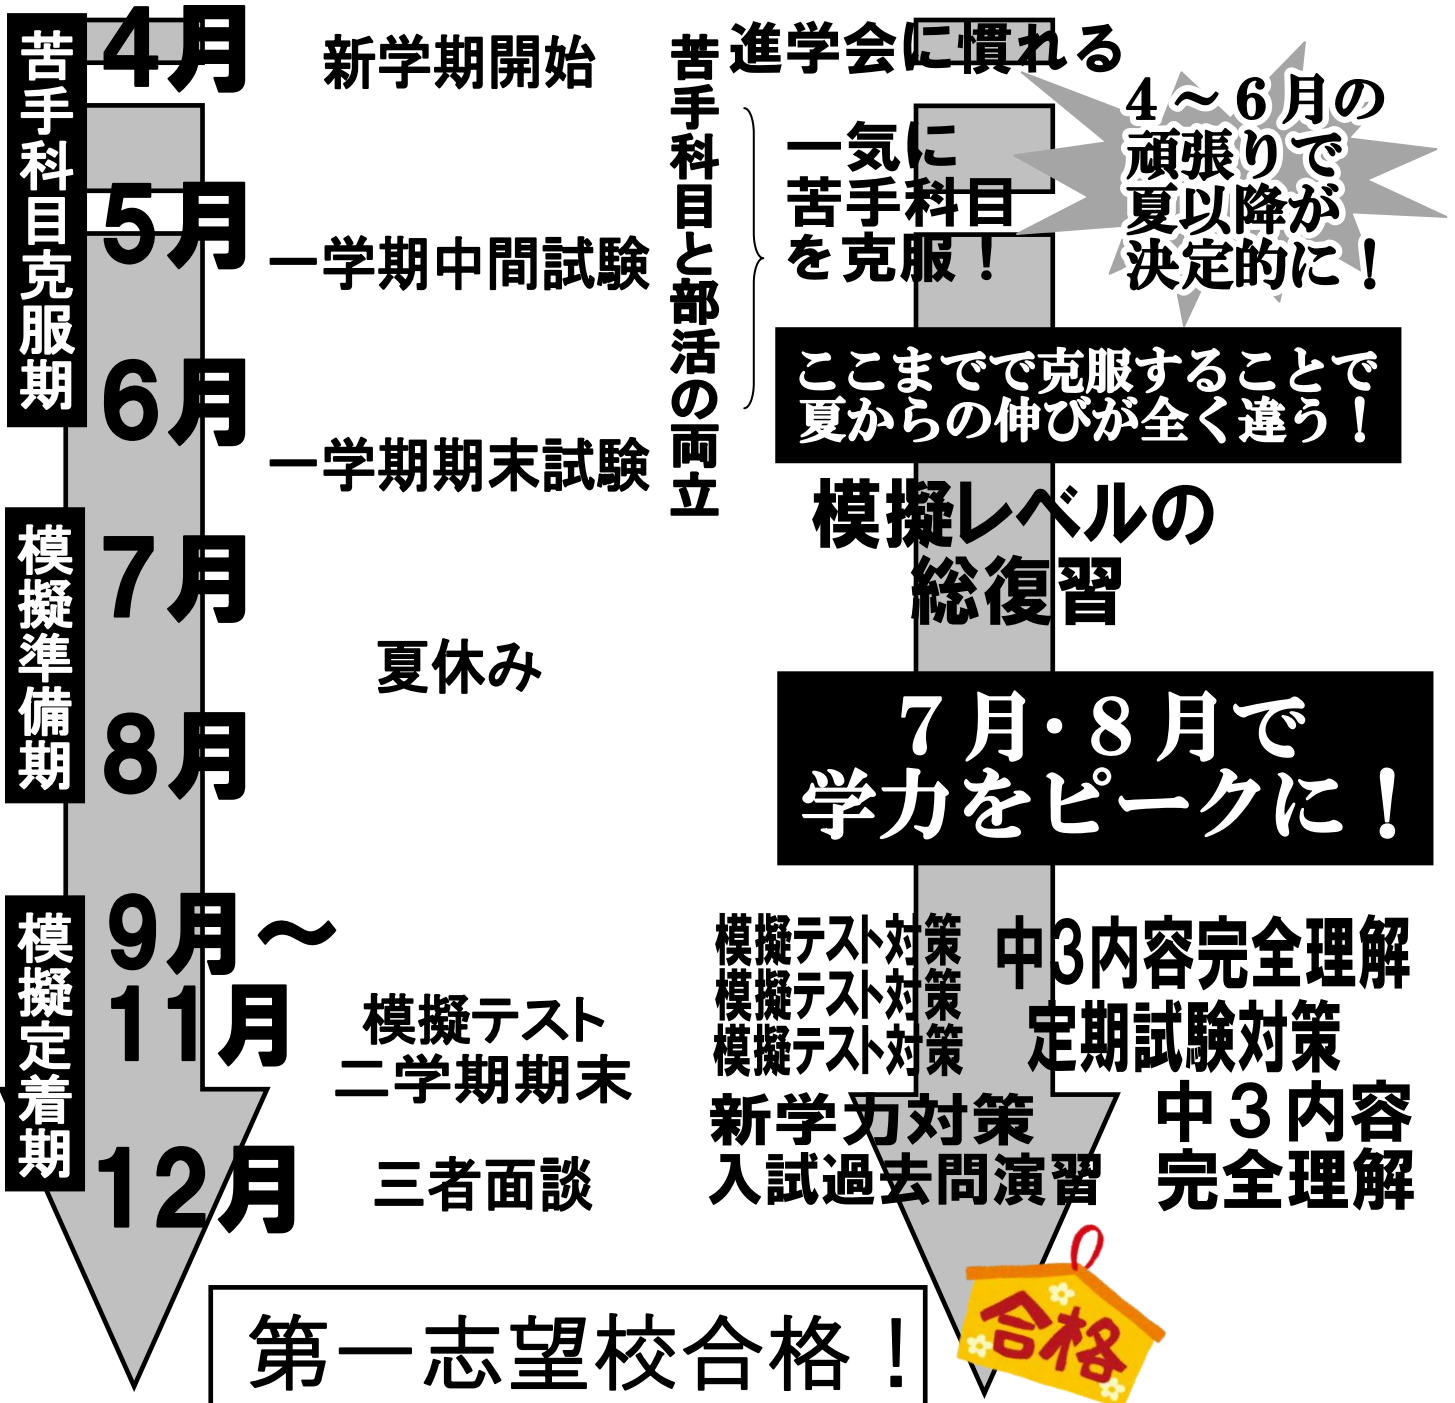 苦手科目克服期
4月
新学期開始
進学会に慣れる
苦手科目と部活の両立
一気に
苦手科目
を克服！
4～6月の
頑張りで
夏以降が
決定的に！
5月
一学期中間試験
6月
一学期期末試験
ここまでで克服することで
夏からの伸びが全く違う！
模擬準備期
7月
模擬レベルの
総復習
夏休み
8月
7月・8月で
学力をピークに！
模擬定着期
9月～
11月
模擬テスト
二学期期末
模擬テスト対策
模擬テスト対策
模擬テスト対策
中3内容完全理解
定期試験対策
12月
三者面談
新学力対策
入試過去問演習
中3内容
完全理解
第一志望校合格！
合格